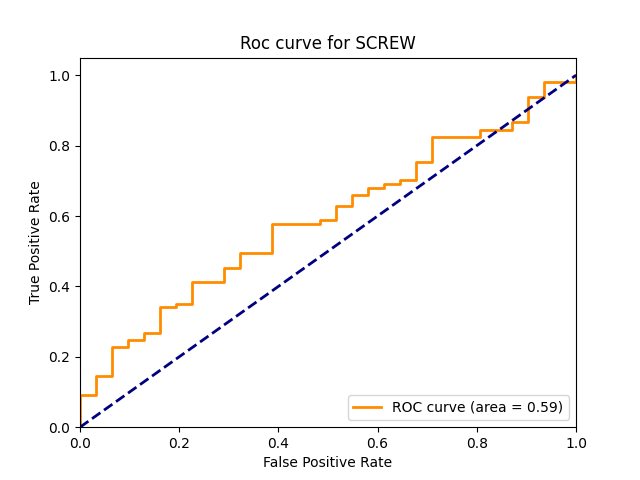 Roc curve for SCREW
1.0
0.8
0.6
0.4
0.2
0.0
True Positive Rate
0.0 0.2 0.4 0.6 0.8 1.0
False Positive Rate
ROC curve (area = 0.59)